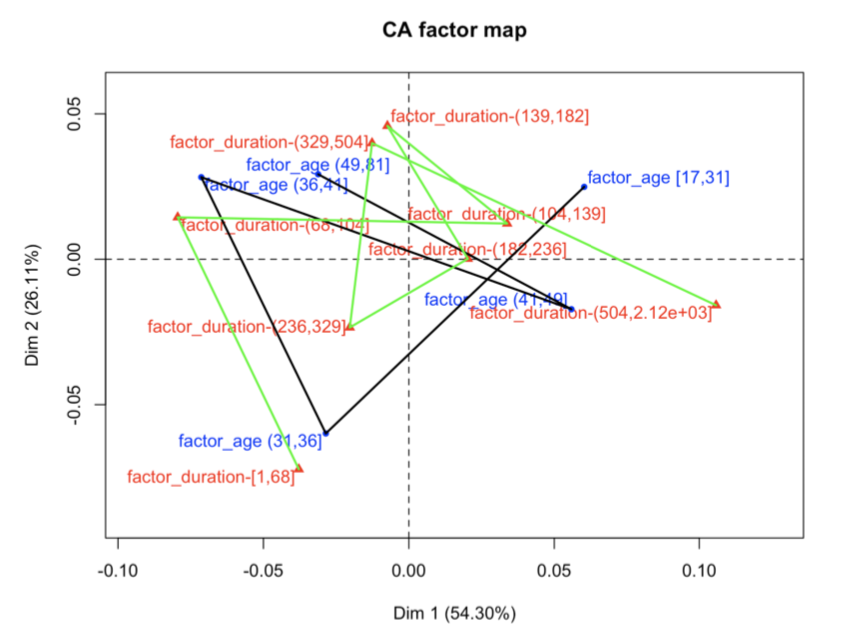 CA factor map
factor_duration-(139,182]
factor_duration-(329,504]
factor_age (49,81]
factor_age [17,31]
factor_age (36,41]
factor_duration-(104,139]
factor_duration-(68,104]
factor_duration-(182,236]
factor_age (41,49]
factor_duration-(504,2.12e+03]
factor_duration-(236,329]
factor_age (31,36]
factor_duration-[1,68]
0.05
0.00
-0.05
Dim 2 (26.11%)
-0.10
-0.05
0.00
0.05
0.10
Dim 1 (54.30%)